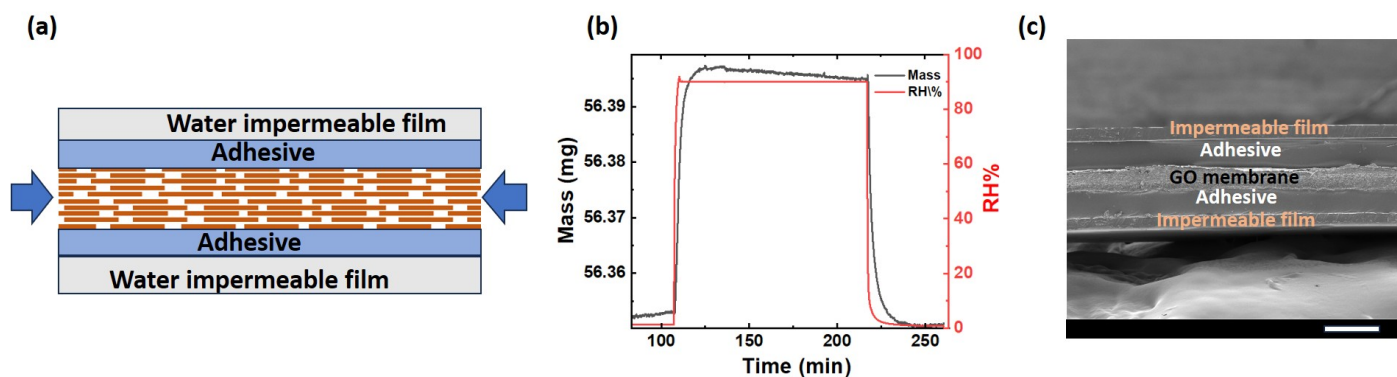 (a)
Water impermeable film
Adhesive
Adhesive
Water impermeable film
(b)
Mass (mg)
56.39
56.38
56.37
56.36
100
150
200
250
Time (min)
Mass
RH\%
100
80
60
40
20
0
RH%
(c)
Impermeable film
Adhesive
GO membrane
Adhesive
Impermeable film